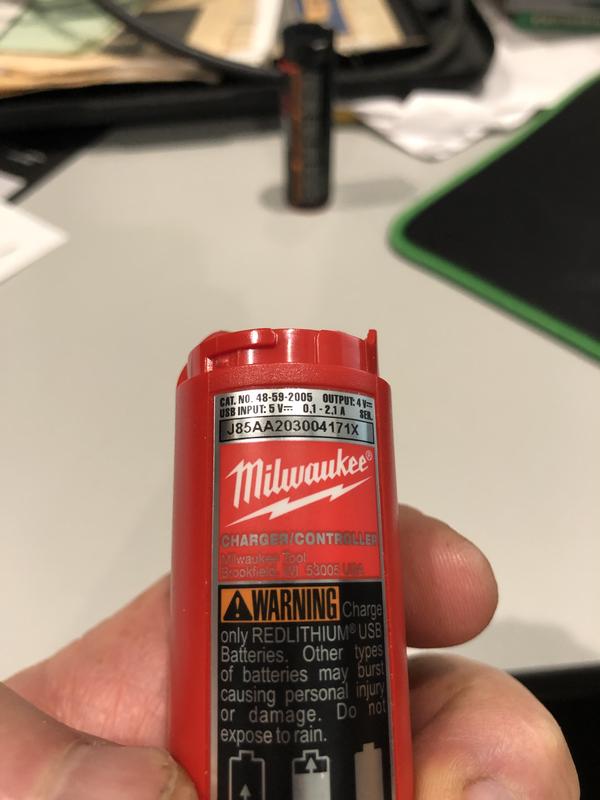 CAT. NO. 48-59-2005 OUTPUT: 4 V⎓
USB INPUT: 5 V⎓ 0,1 - 2,1 A SER.
J85AA203004171X
Milwaukee®
CHARGER/CONTROLLER
Milwaukee Tool
Brookfield, WI 53005 USA
WARNING Charge
only REDLITHIUM® USB
Batteries. Other types
of batteries may burst
causing personal injury
or damage. Do not
expose to rain.